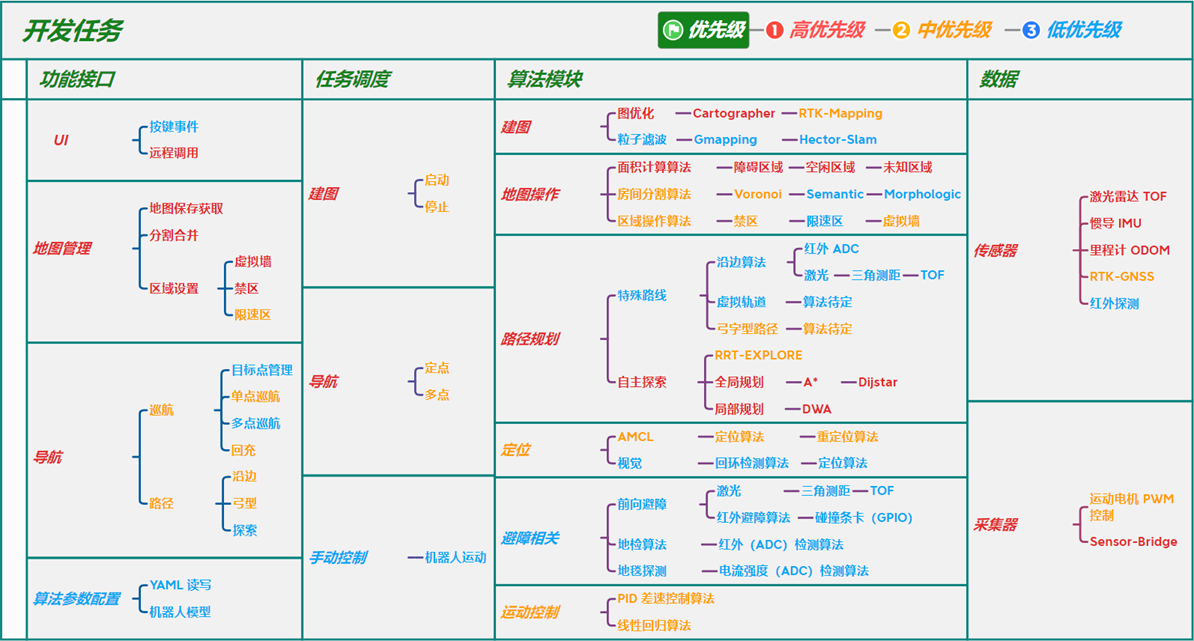 开发任务
优先级 1 高优先级 2 中优先级 3 低优先级
功能接口
UI
按键事件
远程调用
地图管理
地图保存获取
分割合并
区域设置
虚拟墙
禁区
限速区
导航
巡航
目标点管理
单点巡航
多点巡航
回充
路径
沿边
弓型
探索
算法参数配置
YAML 读写
机器人模型
任务调度
建图
启动
停止
导航
定点
多点
手动控制
机器人运动
算法模块
建图
图优化 Cartographer RTK-Mapping
粒子滤波 Gmapping Hector-Slam
地图操作
面积计算算法 障碍区域 空闲区域 未知区域
房间分割算法 Voronoi Semantic Morphologic
区域操作算法 禁区 限速区 虚拟墙
路径规划
特殊路线
沿边算法
红外 ADC
激光 三角测距 TOF
虚拟轨道 算法待定
弓字型路径 算法待定
自主探索
RRT-EXPLORE
全局规划 A* Dijstar
局部规划 DWA
定位
AMCL 定位算法 重定位算法
视觉 回环检测算法 定位算法
避障相关
前向避障
激光 三角测距 TOF
红外避障算法 碰撞条卡（GPIO）
地检算法 红外（ADC）检测算法
地毯探测 电流强度（ADC）检测算法
运动控制
PID 差速控制算法
线性回归算法
数据
传感器
激光雷达 TOF
惯导 IMU
里程计 ODOM
RTK-GNSS
红外探测
采集器
运动电机 PWM
控制
Sensor-Bridge